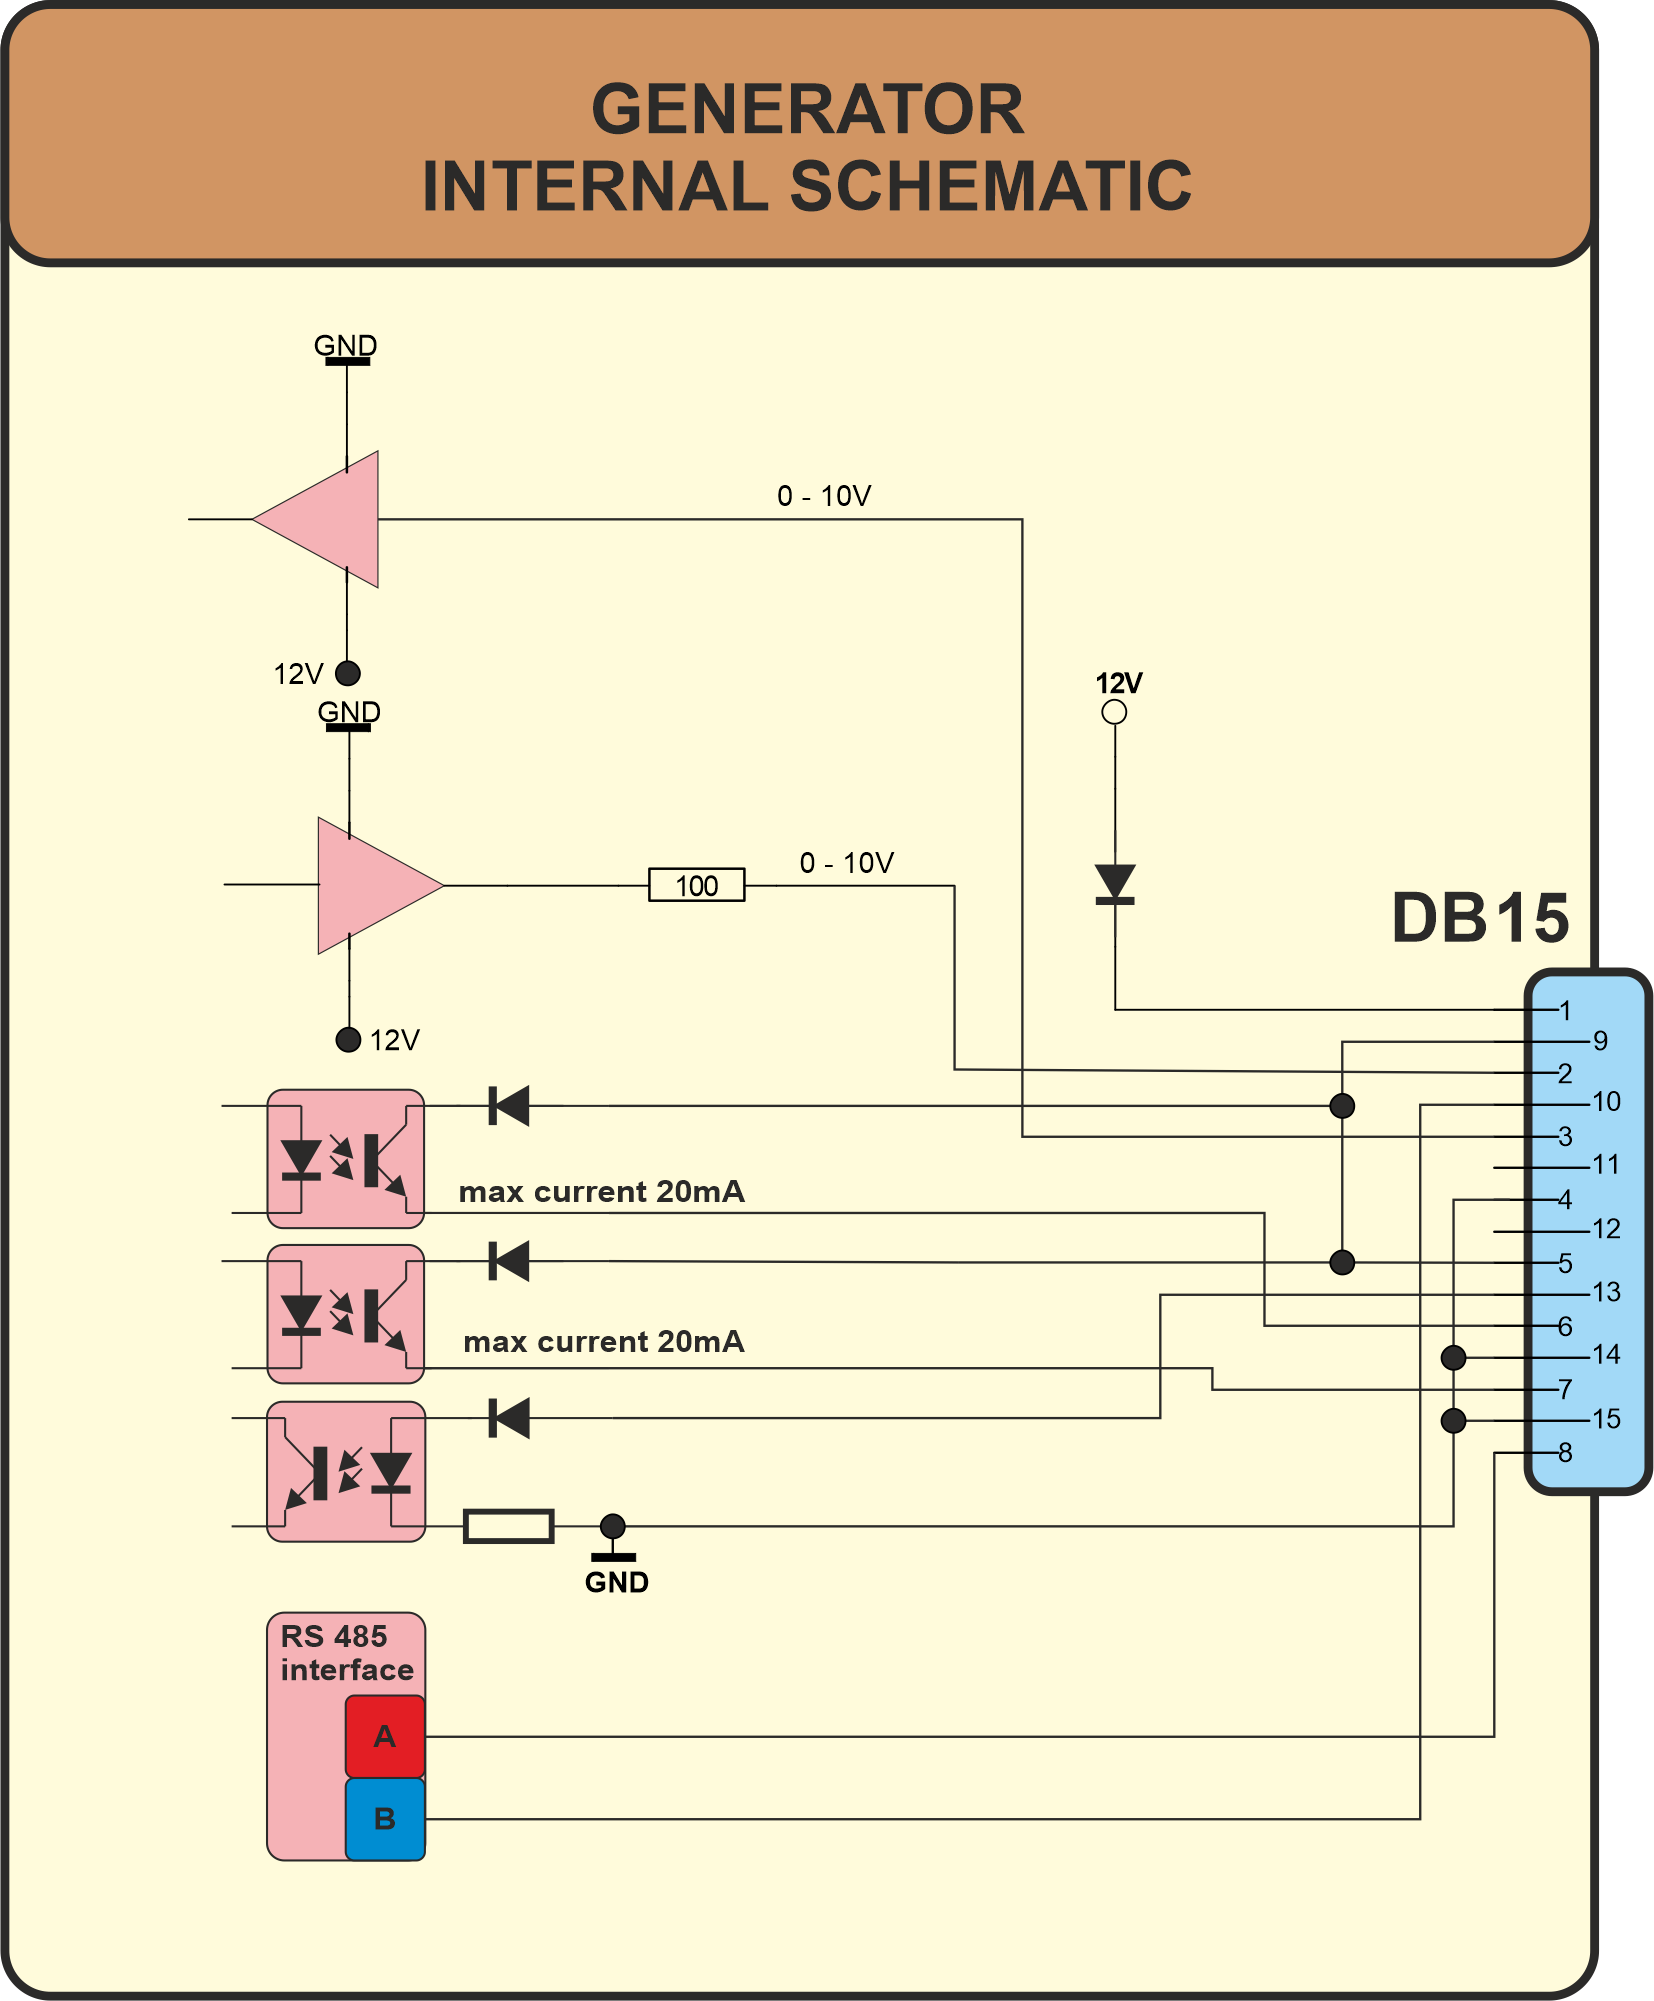 GENERATOR
INTERNAL SCHEMATIC
GND
0 - 10V
12V
GND
12V
0 - 10V
100
DB15
12V
1
9
2
10
3
11
4
12
5
13
6
14
7
15
8
max current 20mA
max current 20mA
GND
RS 485
interface
A
B